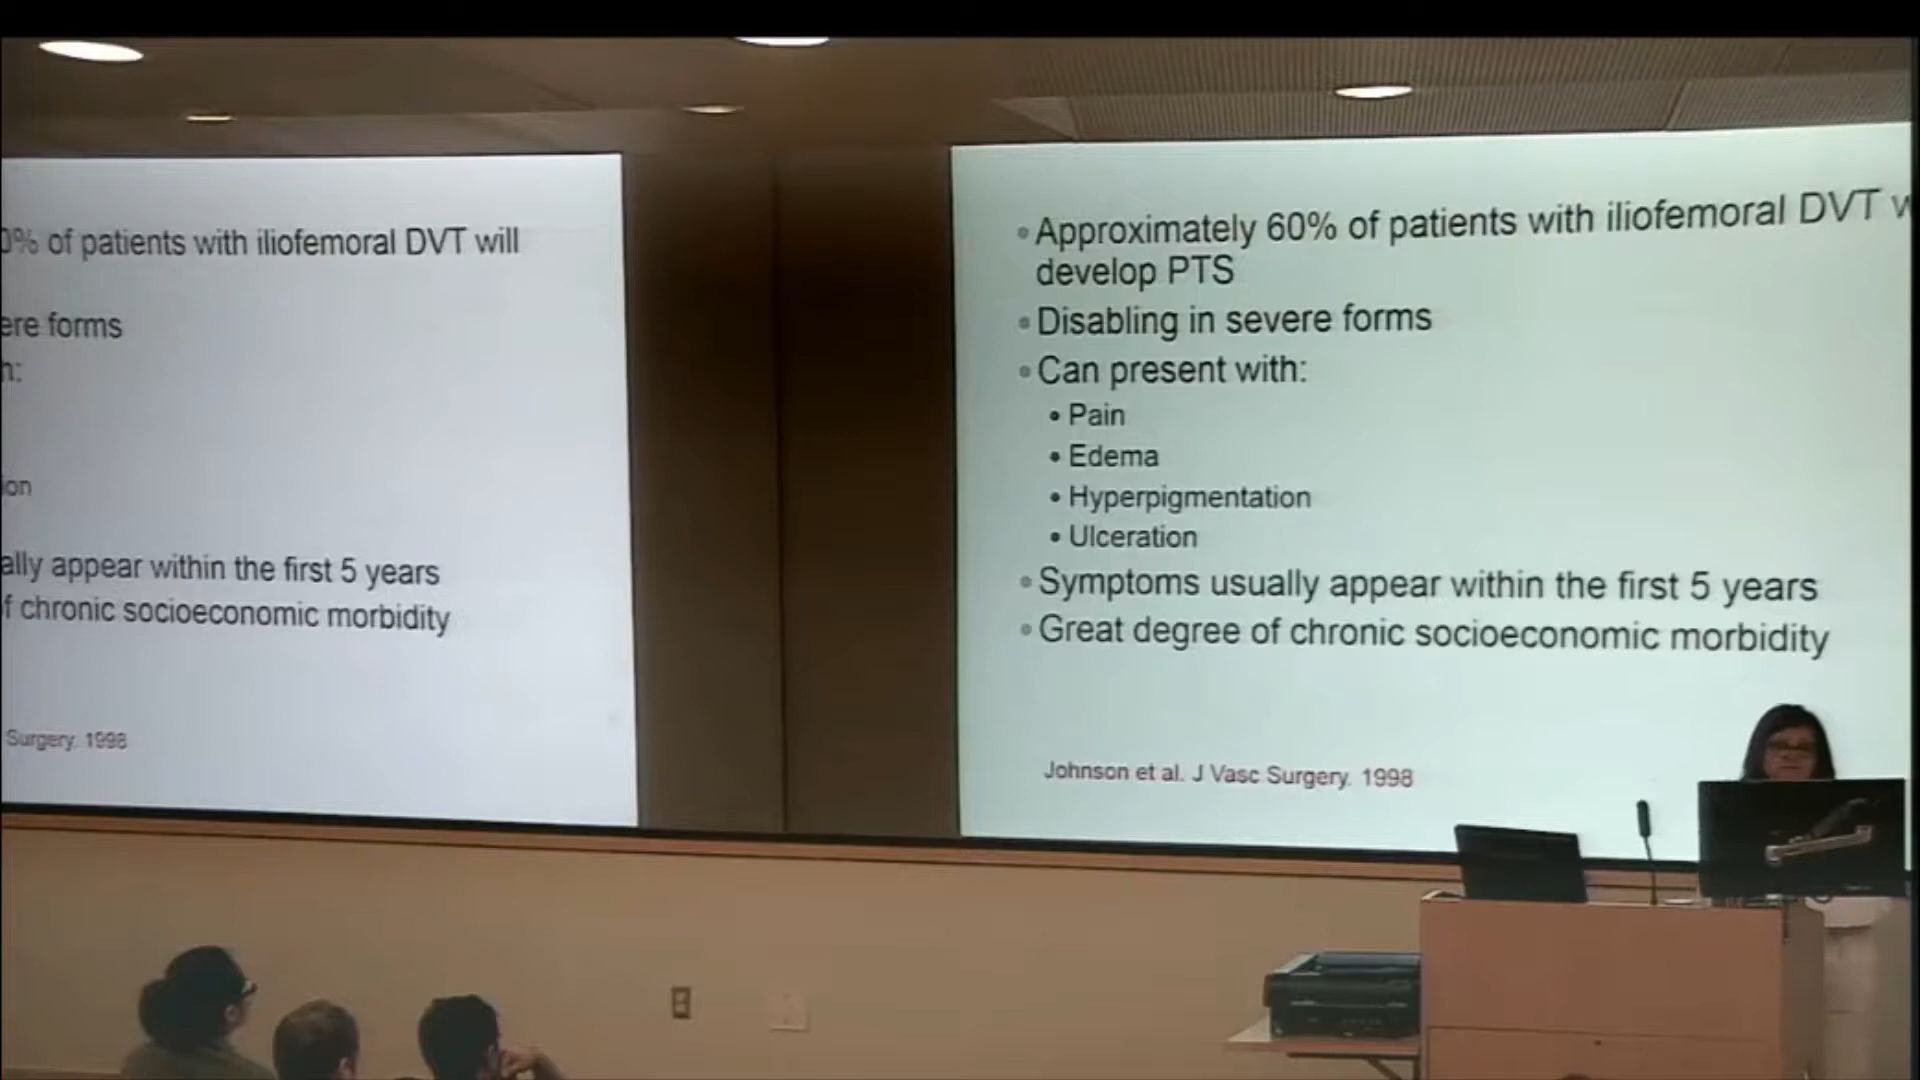 % of patients with iliofemoral DVT will
ere forms
h:
ion
ally appear within the first 5 years
f chronic socioeconomic morbidity
Surgery. 1998
Approximately 60% of patients with iliofemoral DVT w
develop PTS
Disabling in severe forms
Can present with:
• Pain
• Edema
• Hyperpigmentation
• Ulceration
Symptoms usually appear within the first 5 years
Great degree of chronic socioeconomic morbidity
Johnson et al. J Vasc Surgery. 1998